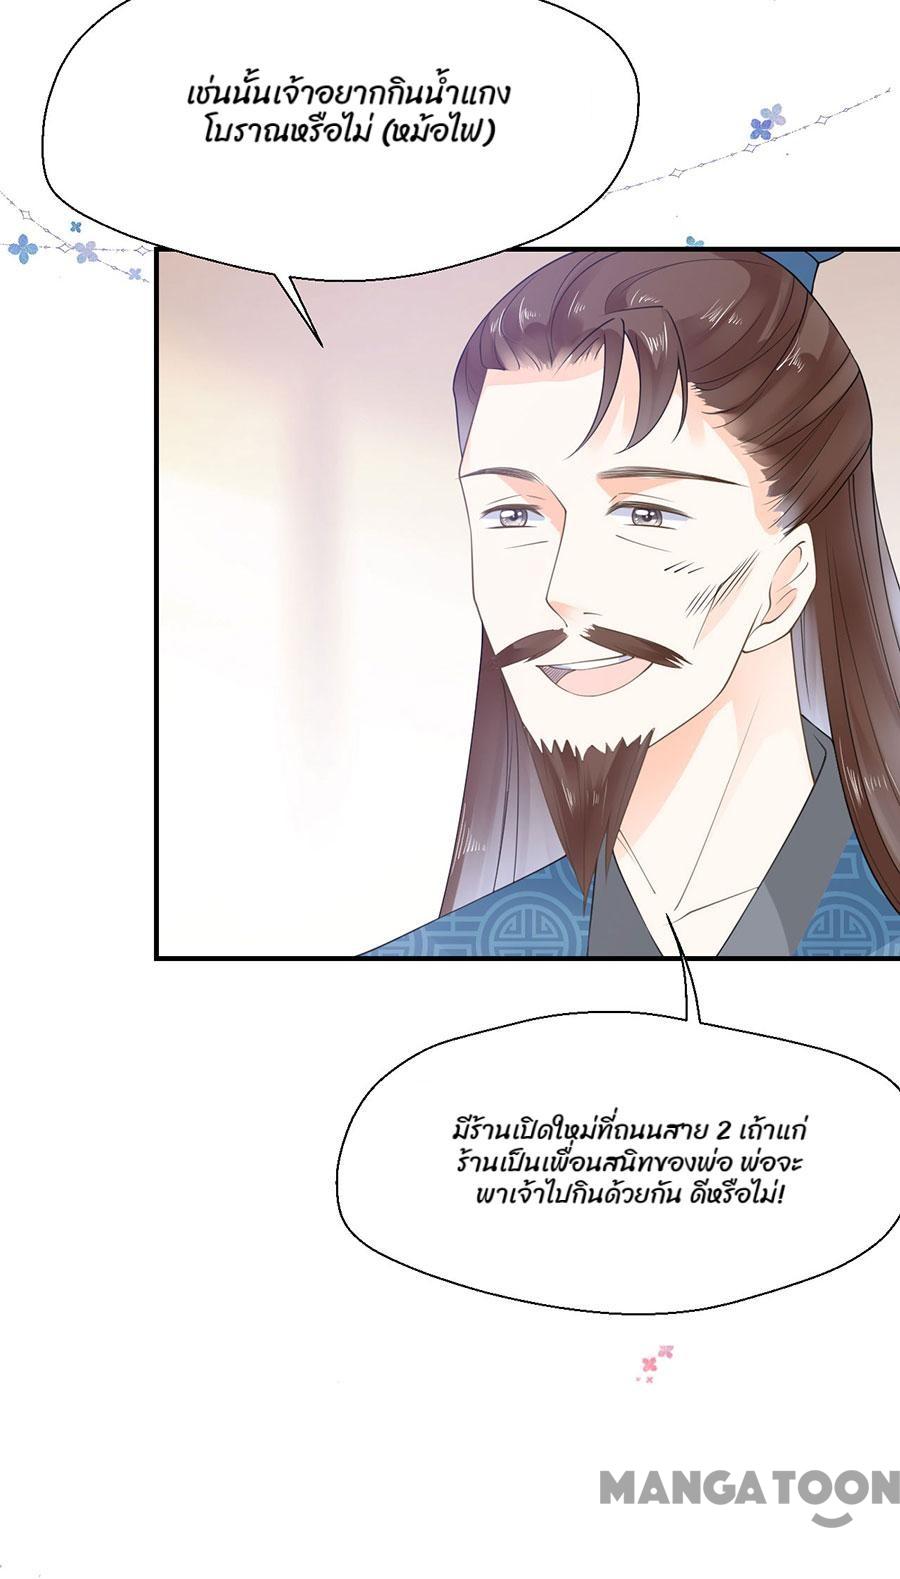 เช่นนั้นเจ้าอยากกินน้ำแกง
โบราณหรือไม่ (หม้อไฟ)
มีร้านเปิดใหม่ที่ถนนสาย 2 เถ้าแก่
ร้านเป็นเพื่อนสนิทของพ่อ พ่อจะ
พาเจ้าไปกินด้วยกัน ดีหรือไม่!
MANGATOON